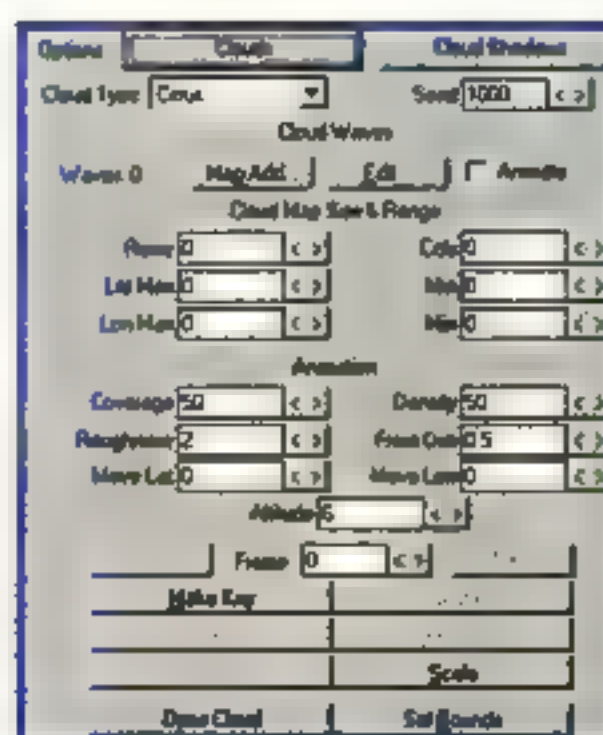 Options Clouds Cloud Shadows
Cloud Type Cirrus Seed 1000
Cloud Waves
Waves: 0 Map Add... Edit Animate
Cloud Map Size & Range
Rows 0 Cols 0
Lat Max 0 Min 0
Lon Max 0 Min 0
Animation
Coverage 50 Density 50
Roughness 2 0.5
Move Lat 0 Move Lon 0
Altitude 6
Frame 0
Make Key
Scale
Draw Cloud Set Bounds